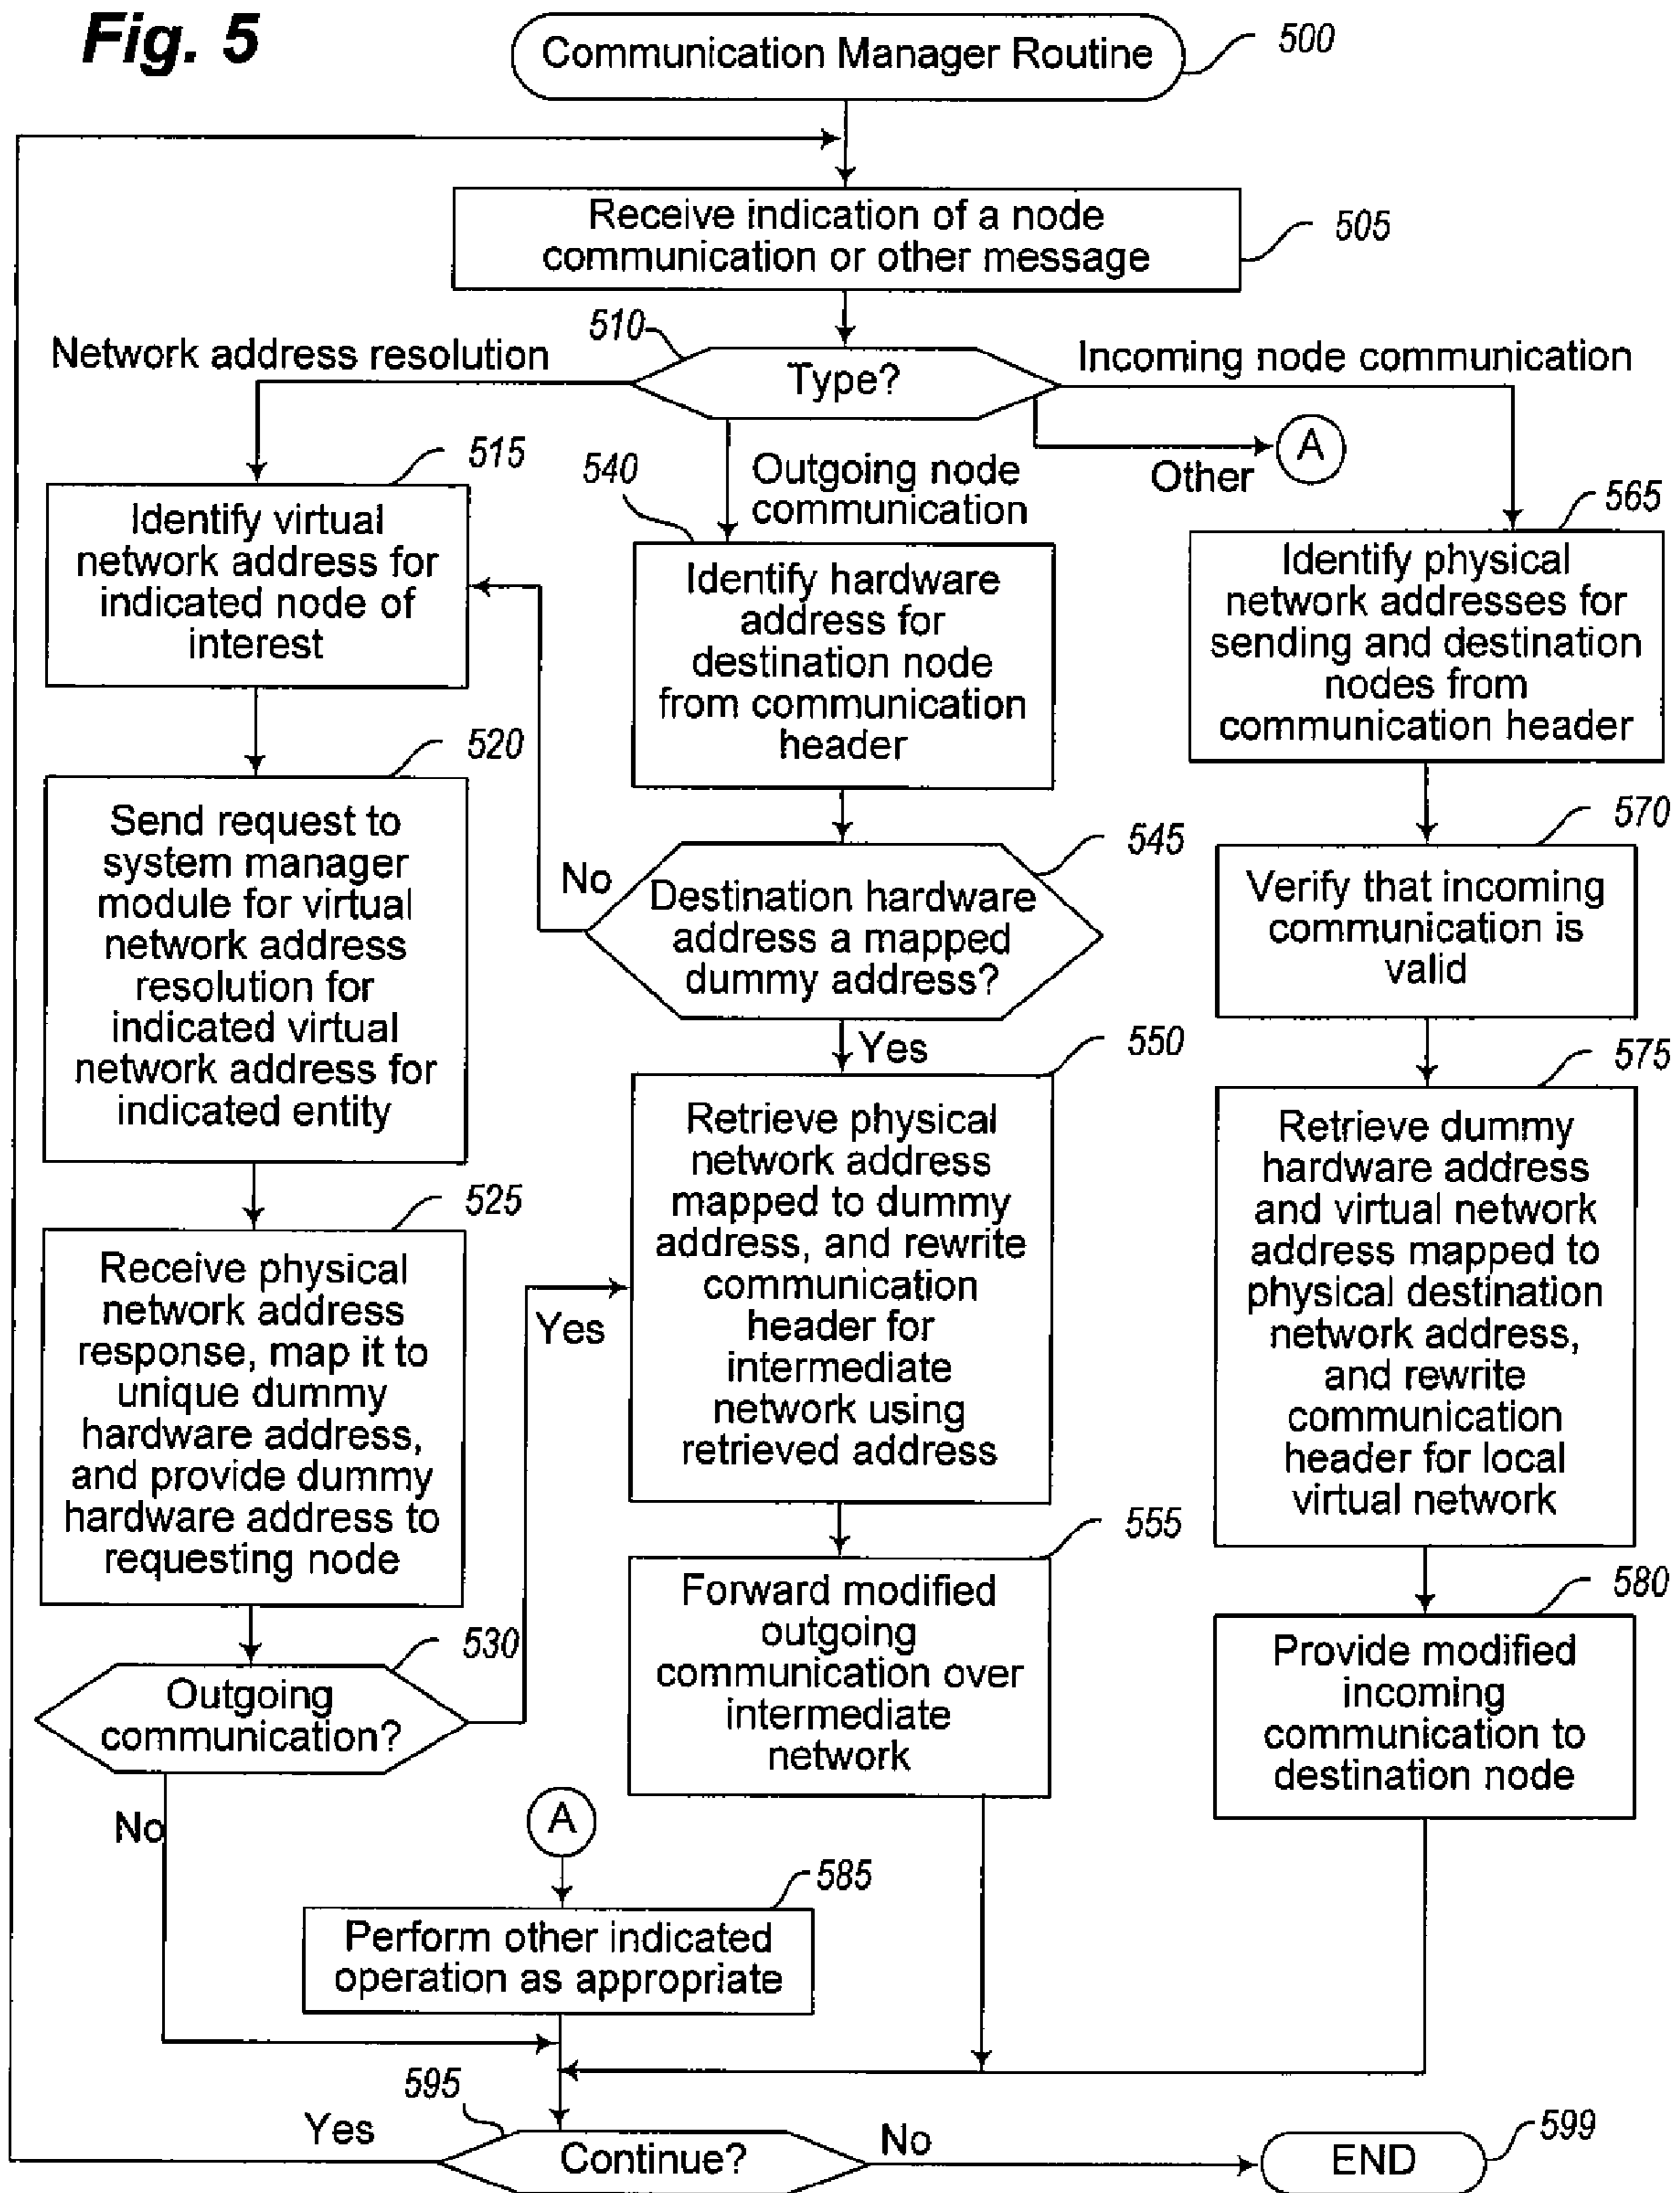 Fig. 5
Communication Manager Routine
500
Receive indication of a node
communication or other message
505
510
Type?
Network address resolution
Incoming node communication
Outgoing node
communication
Other
A
515
Identify virtual
network address for
indicated node of
interest
520
Send request to
system manager
module for virtual
network address
resolution for
indicated virtual
network address for
indicated entity
525
Receive physical
network address
response, map it to
unique dummy
hardware address,
and provide dummy
hardware address to
requesting node
530
Outgoing
communication?
Yes
No
540
Identify hardware
address for
destination node
from communication
header
545
Destination hardware
address a mapped
dummy address?
No
Yes
550
Retrieve physical
network address
mapped to dummy
address, and rewrite
communication
header for
intermediate
network using
retrieved address
555
Forward modified
outgoing
communication over
intermediate
network
565
Identify physical
network addresses for
sending and destination
nodes from
communication header
570
Verify that incoming
communication is
valid
575
Retrieve dummy
hardware address
and virtual network
address mapped to
physical destination
network address,
and rewrite
communication
header for local
virtual network
580
Provide modified
incoming
communication to
destination node
A
585
Perform other indicated
operation as appropriate
595
Continue?
Yes
No
END
599